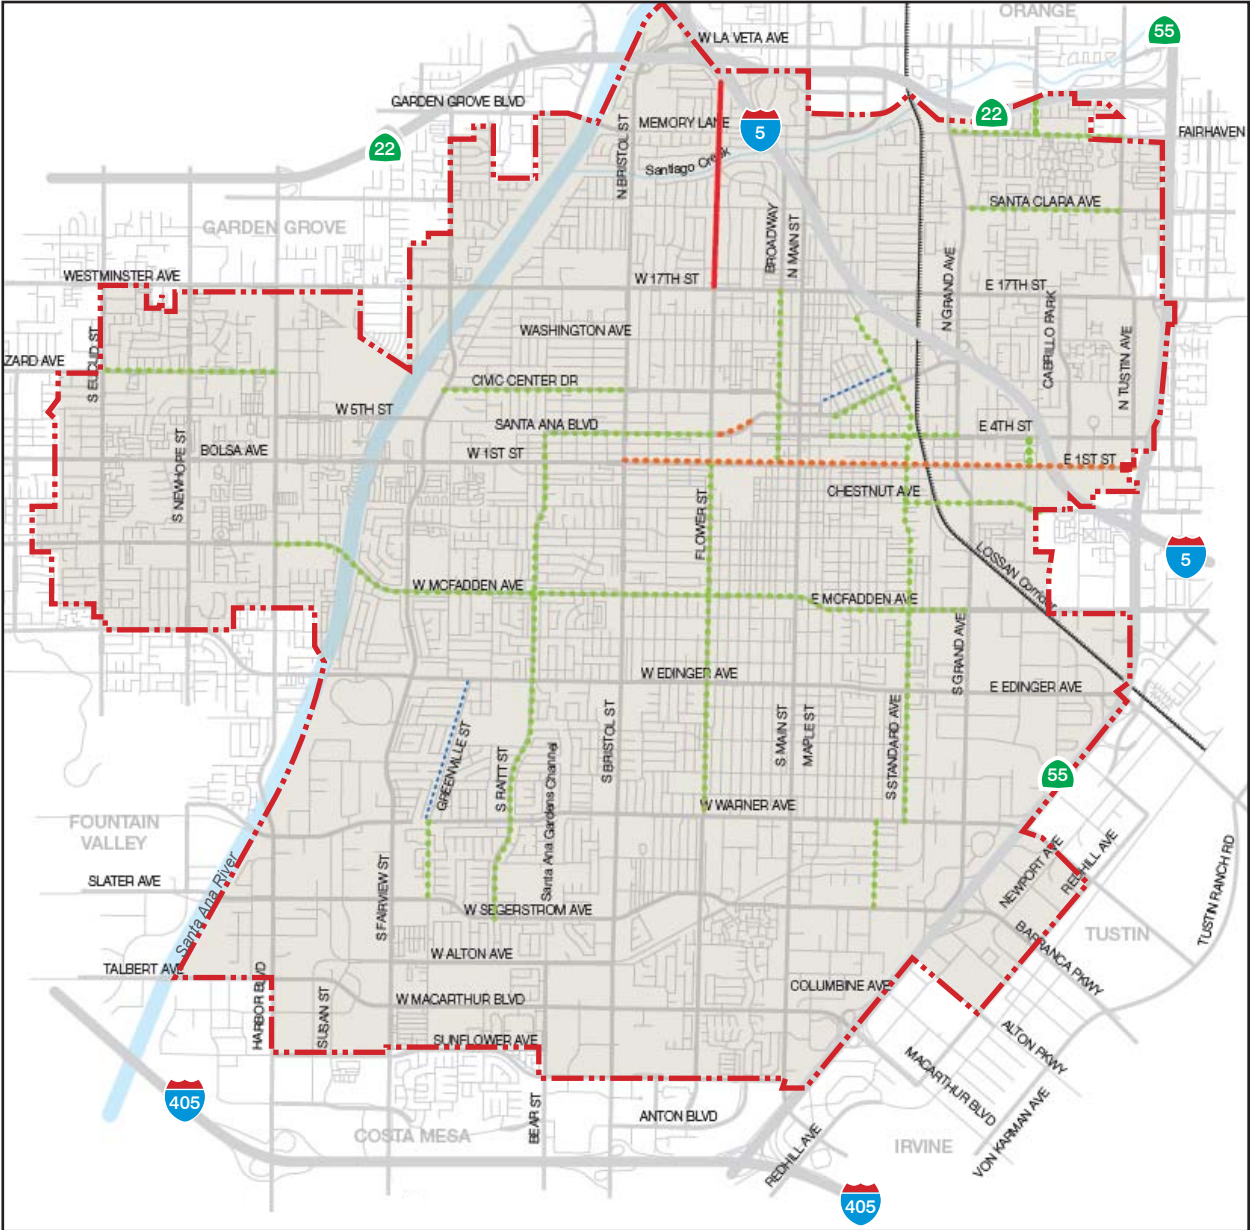 ORANGE
55
W LA VETA AVE
GARDEN GROVE BLVD
22
MEMORY LANE
5
22
FAIRHAVEN
N BRISTOL ST
Santiago Creek
SANTA CLARA AVE
GARDEN GROVE
BROADWAY
N MAIN ST
N GRAND AVE
WESTMINSTER AVE
W 17TH ST
E 17TH ST
CABRILLO PARK
N TUSTIN AVE
S EUCLID ST
WASHINGTON AVE
ZARD AVE
CIVIC CENTER DR
W 5TH ST
SANTA ANA BLVD
E 4TH ST
BOLSA AVE
W 1ST ST
E 1ST ST
S NEWHOPE ST
CHESTNUT AVE
FLOWER ST
LOSSAN Corridor
5
W MCFADDEN AVE
E MCFADDEN AVE
S GRAND AVE
W EDINGER AVE
E EDINGER AVE
GREENVILLE ST
S RAITT ST
Santa Ana Gardens Channel
S BRISTOL ST
S MAIN ST
MAPLE ST
S STANDARD AVE
55
W WARNER AVE
FOUNTAIN
VALLEY
Santa Ana River
SLATER AVE
S FAIRVIEW ST
W SEGERSTROM AVE
NEWPORT AVE
REDHILL AVE
TUSTIN RANCH RD
TUSTIN
BARRANCA PKWY
W ALTON AVE
TALBERT AVE
HARBOR BLVD
SUSAN ST
COLUMBINE AVE
W MACARTHUR BLVD
SUNFLOWER AVE
ALTON PKWY
MACARTHUR BLVD
VON KARMAN AVE
405
BEAR ST
ANTON BLVD
COSTA MESA
REDHILL AVE
IRVINE
405